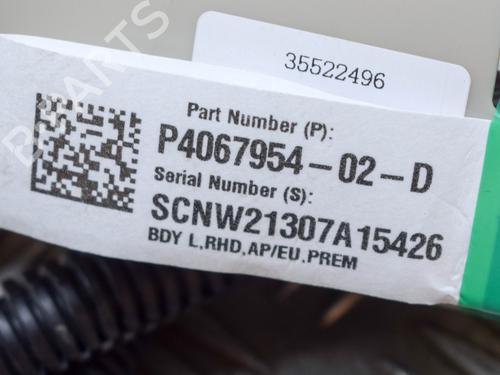 35522496
Part Number (P):
P4067954-02-D
Serial Number (S):
SCNW21307A15426
BDY L,RHD,AP/EU,PREM